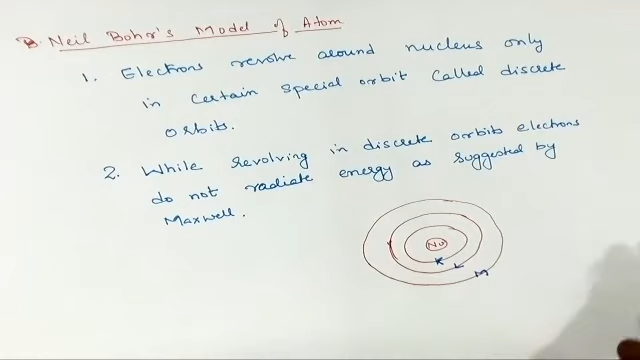 B. Neil Bohr's Model of Atom
1. Electrons revolve around nucleus only
in certain special orbit called discrete
orbits.
2. While revolving in discrete orbits electrons
do not radiate energy as suggested by
Maxwell.
Nu
K
L
M